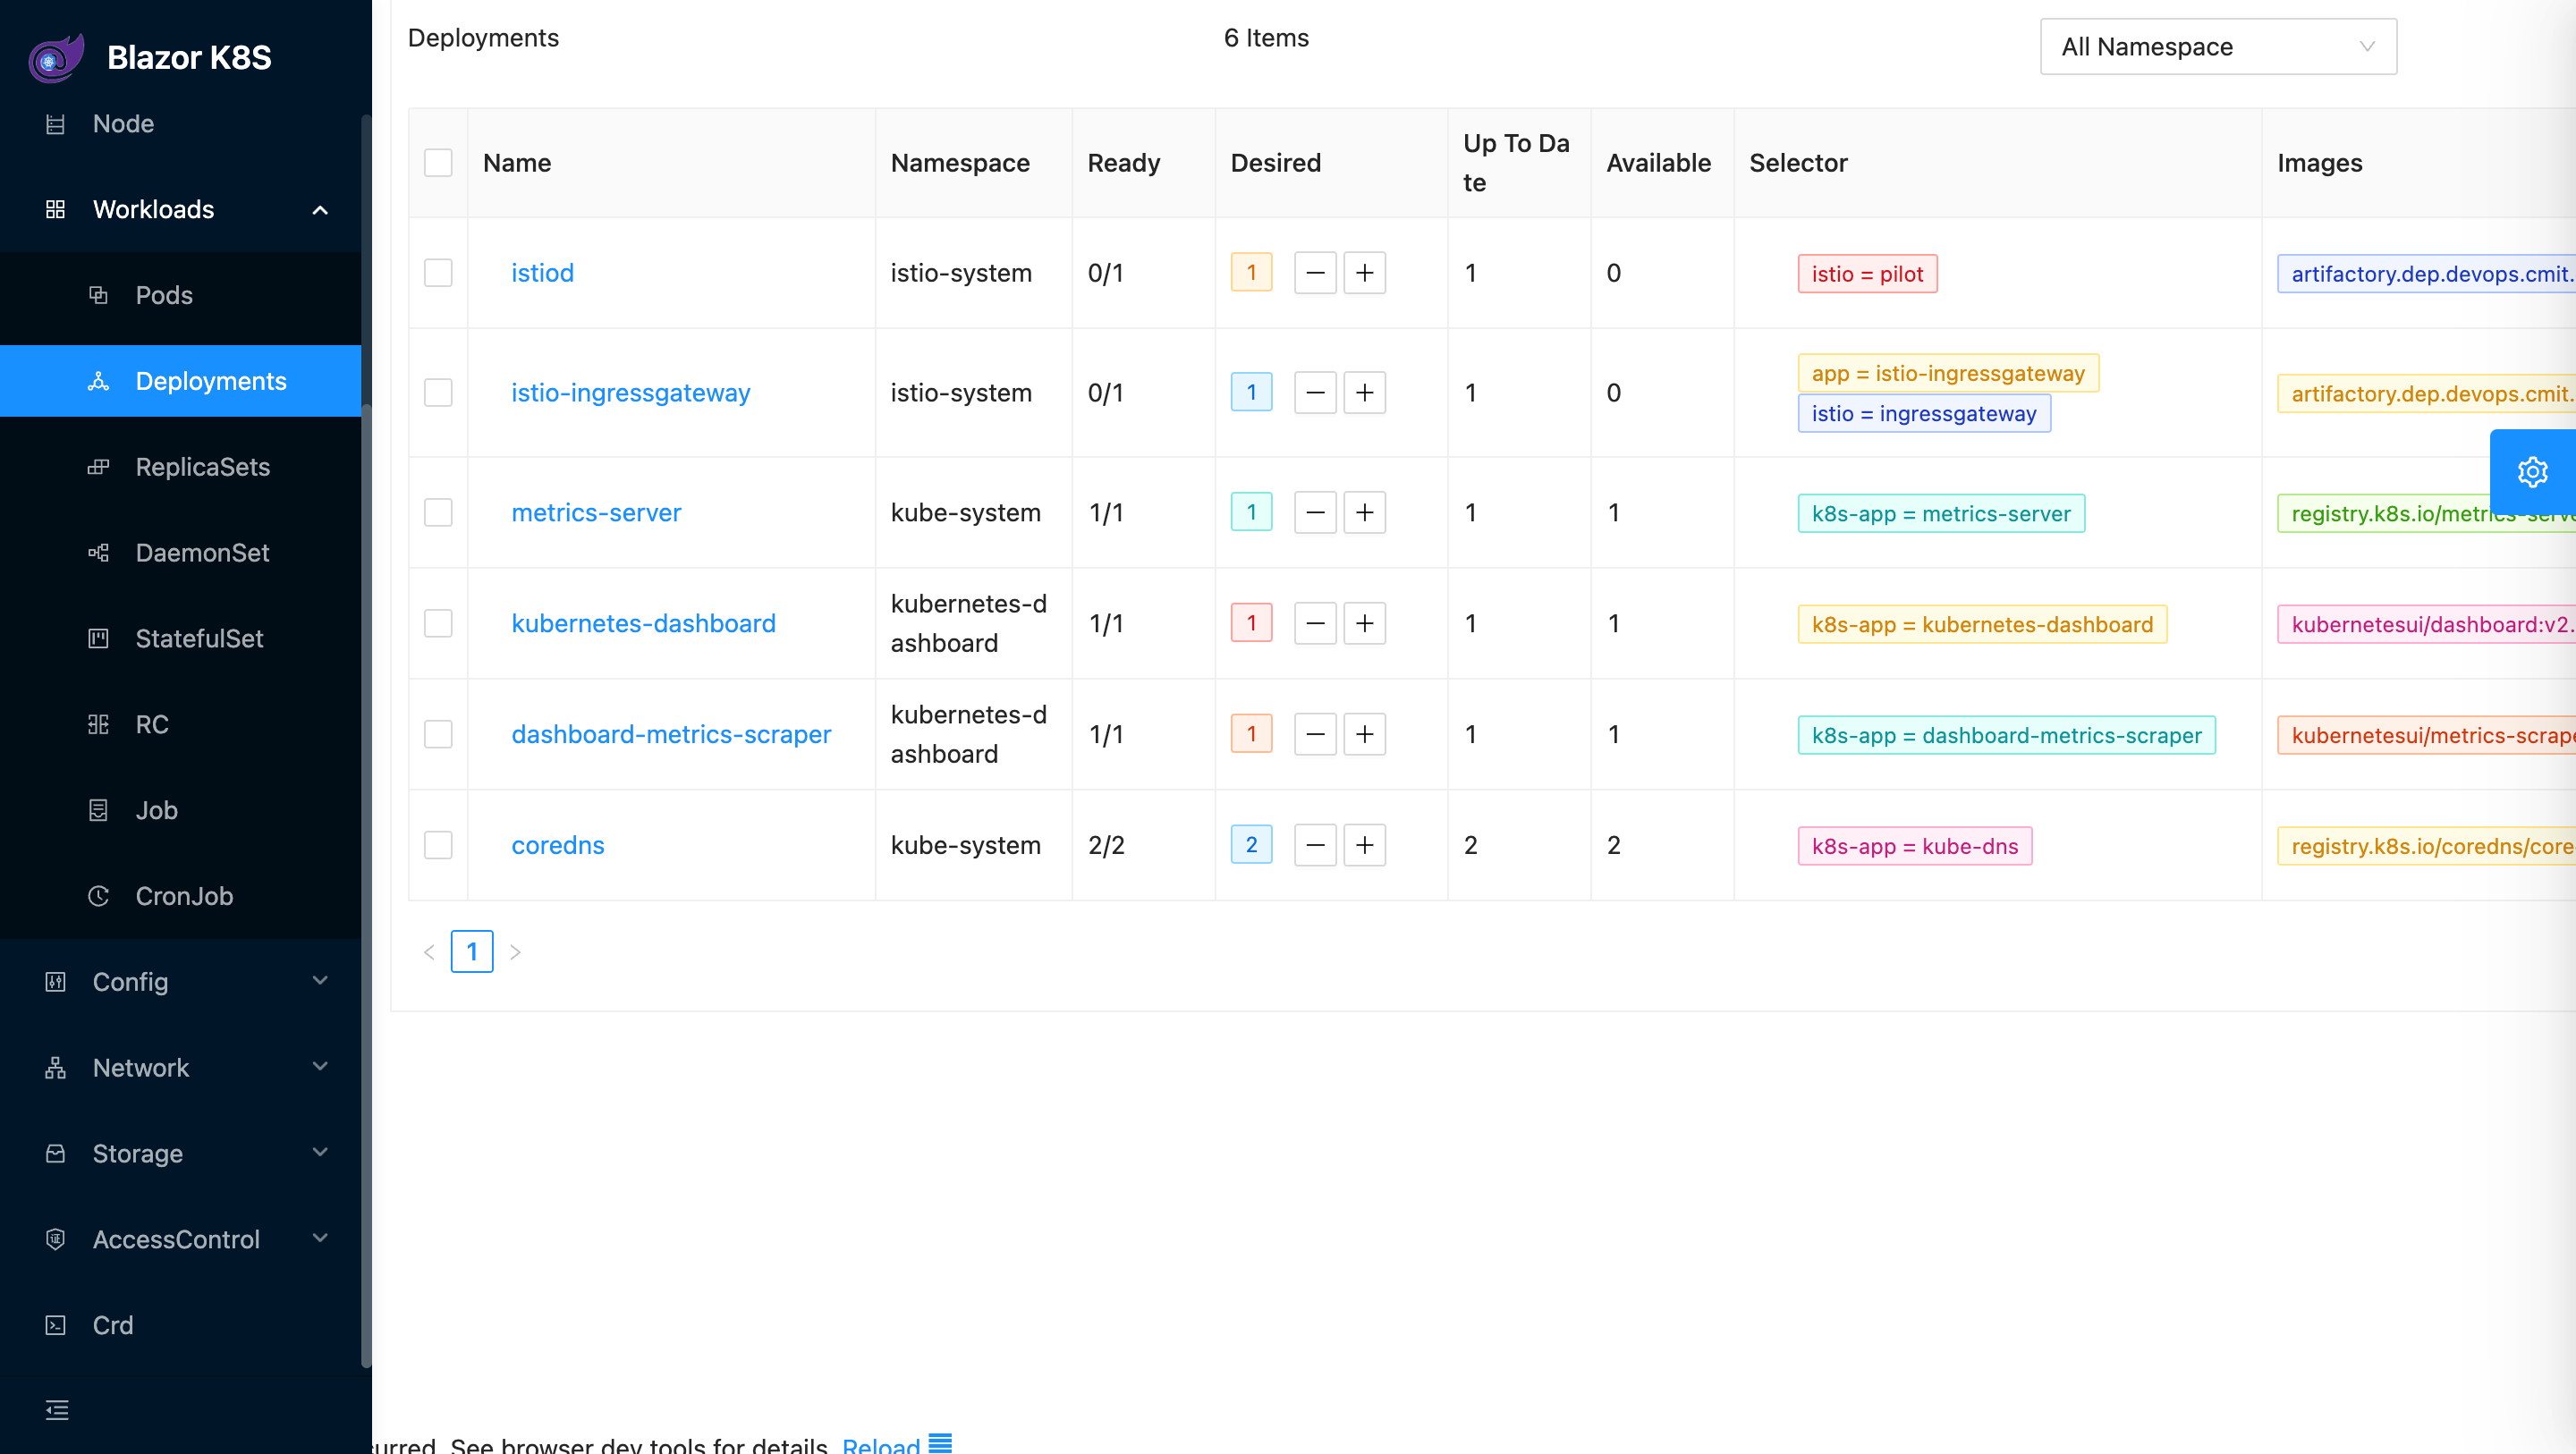 Blazor K8S
Node
Workloads
Pods
Deployments
ReplicaSets
DaemonSet
StatefulSet
RC
Job
CronJob
Config
Network
Storage
AccessControl
Crd
Deployments
6 Items
All Namespace
Name Namespace Ready Desired Up To Da
te Available Selector Images
istiod istio-system 0/1 1 1 0 istio = pilot artifactory.dep.devops.cmit.
istio-ingressgateway istio-system 0/1 1 1 0 app = istio-ingressgateway artifactory.dep.devops.cmit.
istio = ingressgateway
metrics-server kube-system 1/1 1 1 1 k8s-app = metrics-server registry.k8s.io/metrics-serve
kubernetes-dashboard kubernetes-d
ashboard 1/1 1 1 1 k8s-app = kubernetes-dashboard kubernetesui/dashboard:v2.
dashboard-metrics-scraper kubernetes-d
ashboard 1/1 1 1 1 k8s-app = dashboard-metrics-scraper kubernetesui/metrics-scrape
coredns kube-system 2/2 2 2 2 k8s-app = kube-dns registry.k8s.io/coredns/core
1
urred. See browser dev tools for details. Reload